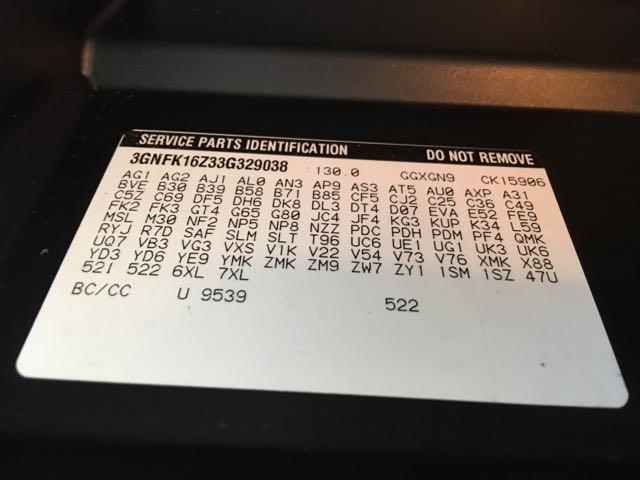 SERVICE PARTS IDENTIFICATION DO NOT REMOVE
3GNFK16Z33G329038 130.0 GGXGN9 CK15906
AG1 AG2 AJ1 AL0 AN3 AP9 AS3 AT5 AU0 AXP A31
BVE B30 B39 B58 B71 B85 CF5 CJ2 C25 C36 C49
C57 C69 DF5 DH6 DK8 DL3 DT4 D07 EVA E52 FE9
FK2 FK3 GT4 G65 G80 JC4 JF4 KG3 KUP K34 L59
MSL M30 NF2 NP5 NP8 NZZ PDC PDH PDM PF4 QMK
RYJ R7D SAF SLM SLT T96 UC6 UE1 UG1 UK3 UK6
UQ7 VB3 VG3 VXS V1K V22 V54 V73 V76 XMK X88
YD3 YD6 YE9 YMK ZMK ZM9 ZW7 ZY1 1SM 1SZ 47U
52I 522 6XL 7XL
BC/CC U 9539 522